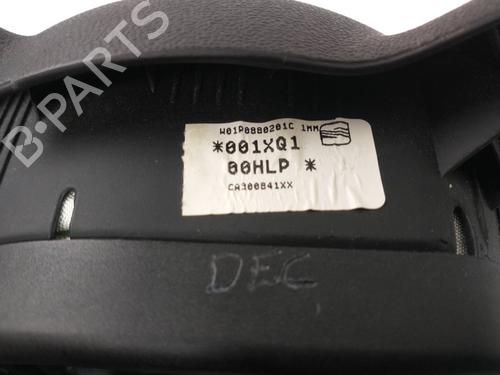 W01P0880201C 1MM
*001XQ1
00HLP *
CA300841XX
DEC
B-PARTS